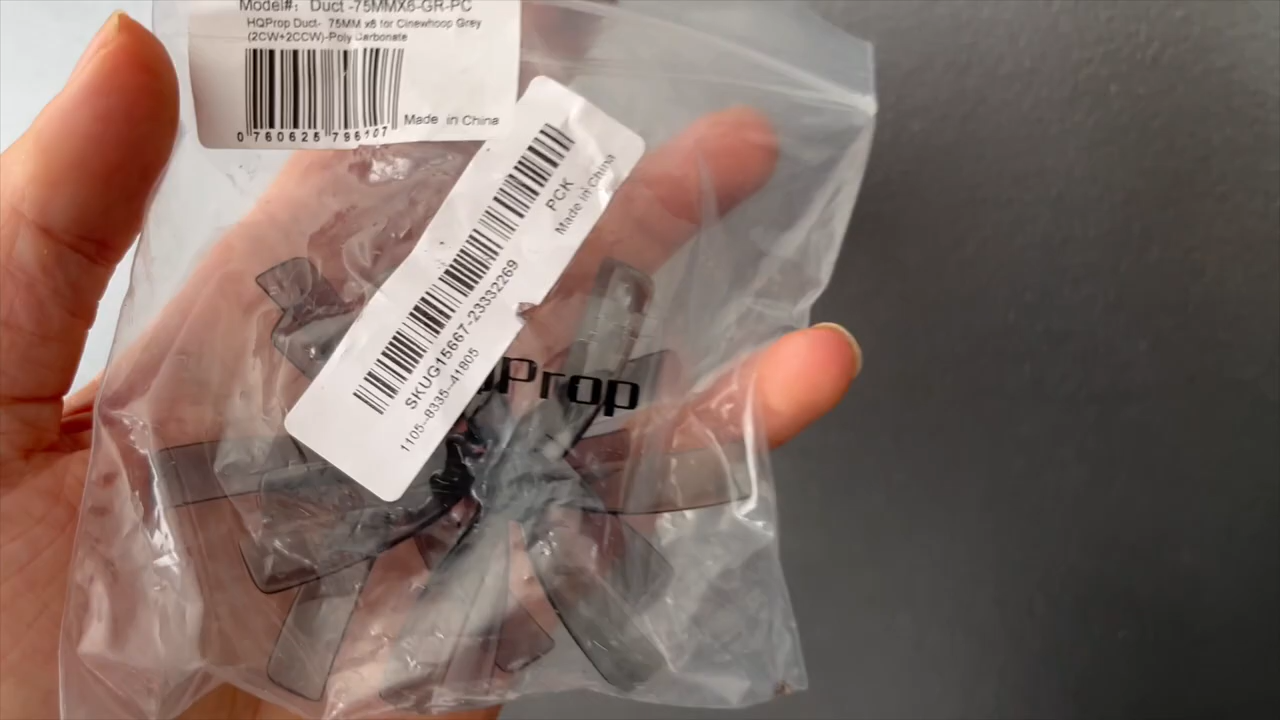 Model#: Duct -75MMX6-GR-PC
HQProp Duct- 75MM x6 for Cinewhoop Grey
(2CW+2CCW)-Poly Carbonate
0 760625 796107
Made in China
PCK
Made in China
SKUG15667-23332269
1105--8335--41805
Prop